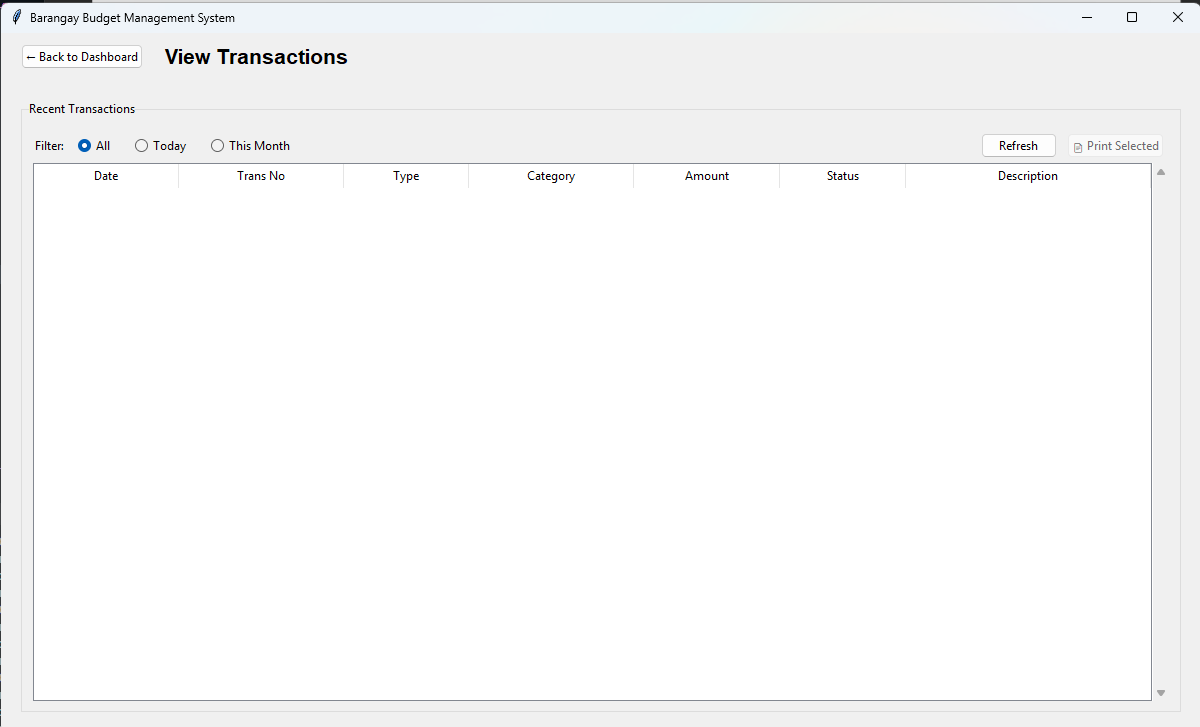 Barangay Budget Management System
← Back to Dashboard View Transactions
Recent Transactions
Filter: All Today This Month Refresh Print Selected
Date Trans No Type Category Amount Status Description